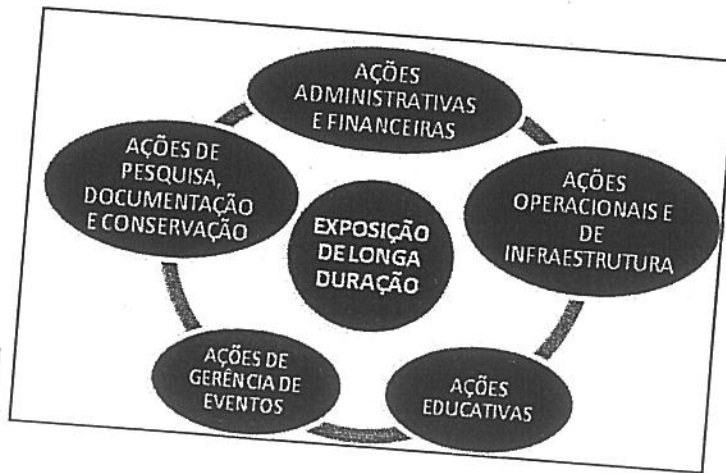 AÇÕES
ADMINISTRATIVAS
E FINANCEIRAS
AÇÕES DE
PESQUISA,
DOCUMENTAÇÃO
E CONSERVAÇÃO
AÇÕES
OPERACIONAIS E
DE
INFRAESTRUTURA
EXPOSIÇÃO
DE LONGA
DURAÇÃO
AÇÕES DE
GERÊNCIA DE
EVENTOS
AÇÕES
EDUCATIVAS